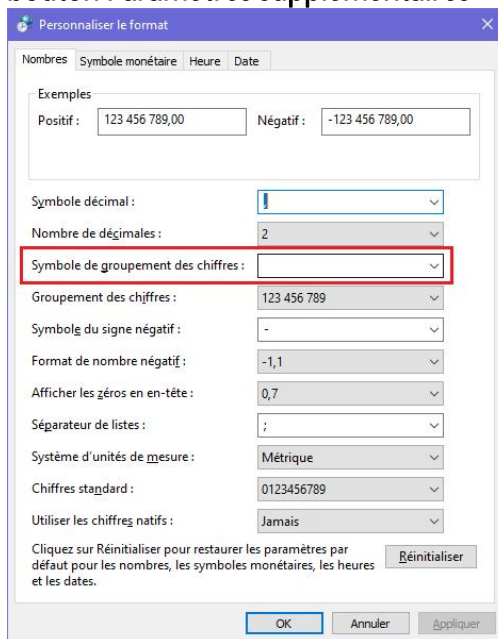 bouton Paramètres supplémentaires
Personnaliser le format
Nombres Symbole monétaire Heure Date
Exemples
Positif : 123 456 789,00 Négatif : -123 456 789,00
Symbole décimal : ,
Nombre de décimales : 2
Symbole de groupement des chiffres :
Groupement des chiffres : 123 456 789
Symbole du signe négatif : -
Format de nombre négatif : -1,1
Afficher les zéros en en-tête : 0,7
Séparateur de listes : ;
Système d'unités de mesure : Métrique
Chiffres standard : 0123456789
Utiliser les chiffres natifs : Jamais
Cliquez sur Réinitialiser pour restaurer les paramètres par
défaut pour les nombres, les symboles monétaires, les heures
et les dates.
Réinitialiser
OK Annuler Appliquer